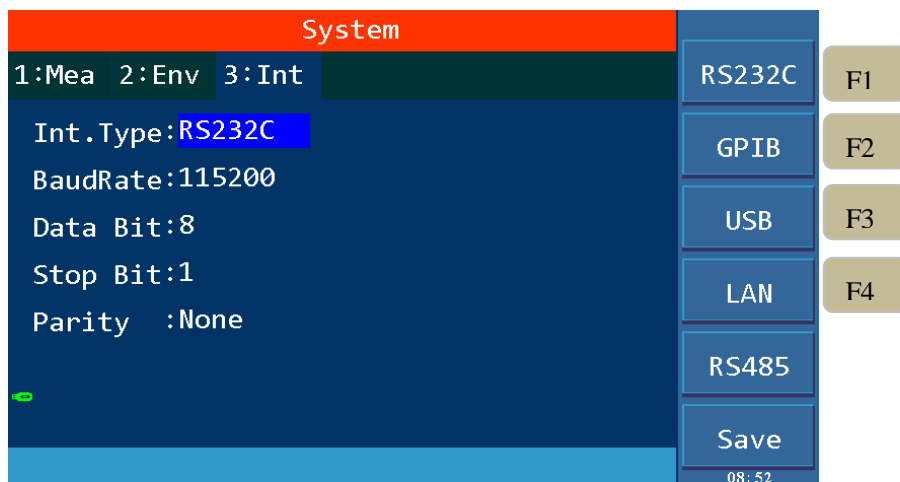 System
1:Mea 2:Env 3:Int
Int.Type:RS232C
BaudRate:115200
Data Bit:8
Stop Bit:1
Parity :None
RS232C
GPIB
USB
LAN
RS485
Save
08:52
F1
F2
F3
F4